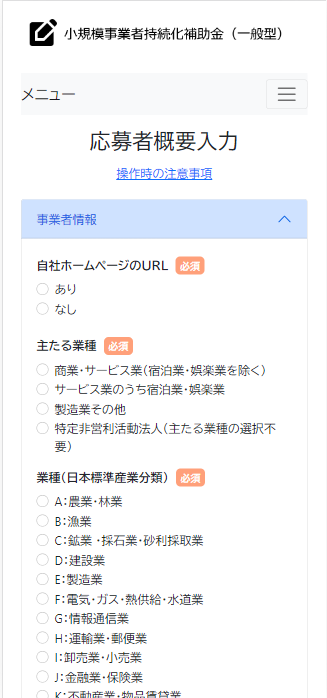 小規模事業者持続化補助金（一般型）
メニュー
応募者概要入力
操作時の注意事項
事業者情報
自社ホームページのURL 必須
あり
なし
主たる業種 必須
商業・サービス業（宿泊業・娯楽業を除く）
サービス業のうち宿泊業・娯楽業
製造業その他
特定非営利活動法人（主たる業種の選択不
要）
業種（日本標準産業分類） 必須
A：農業・林業
B：漁業
C：鉱業 ・採石業・砂利採取業
D：建設業
E：製造業
F：電気・ガス・熱供給・水道業
G：情報通信業
H：運輸業・郵便業
I：卸売業・小売業
J：金融業・保険業
K：不動産業・物品賃貸業